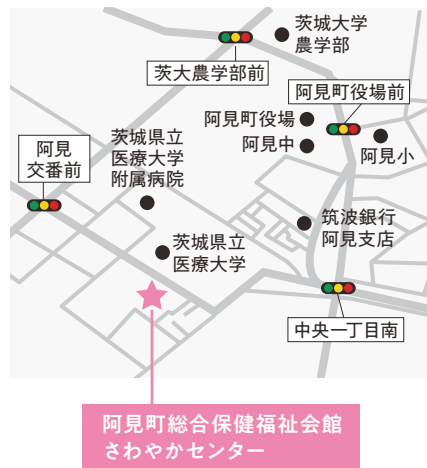 茨城大学
農学部
茨大農学部前
阿見町役場前
阿見町役場
阿見中
阿見小
阿見
交番前
茨城県立
医療大学
附属病院
筑波銀行
阿見支店
茨城県立
医療大学
中央一丁目南
阿見町総合保健福祉会館
さわやかセンター